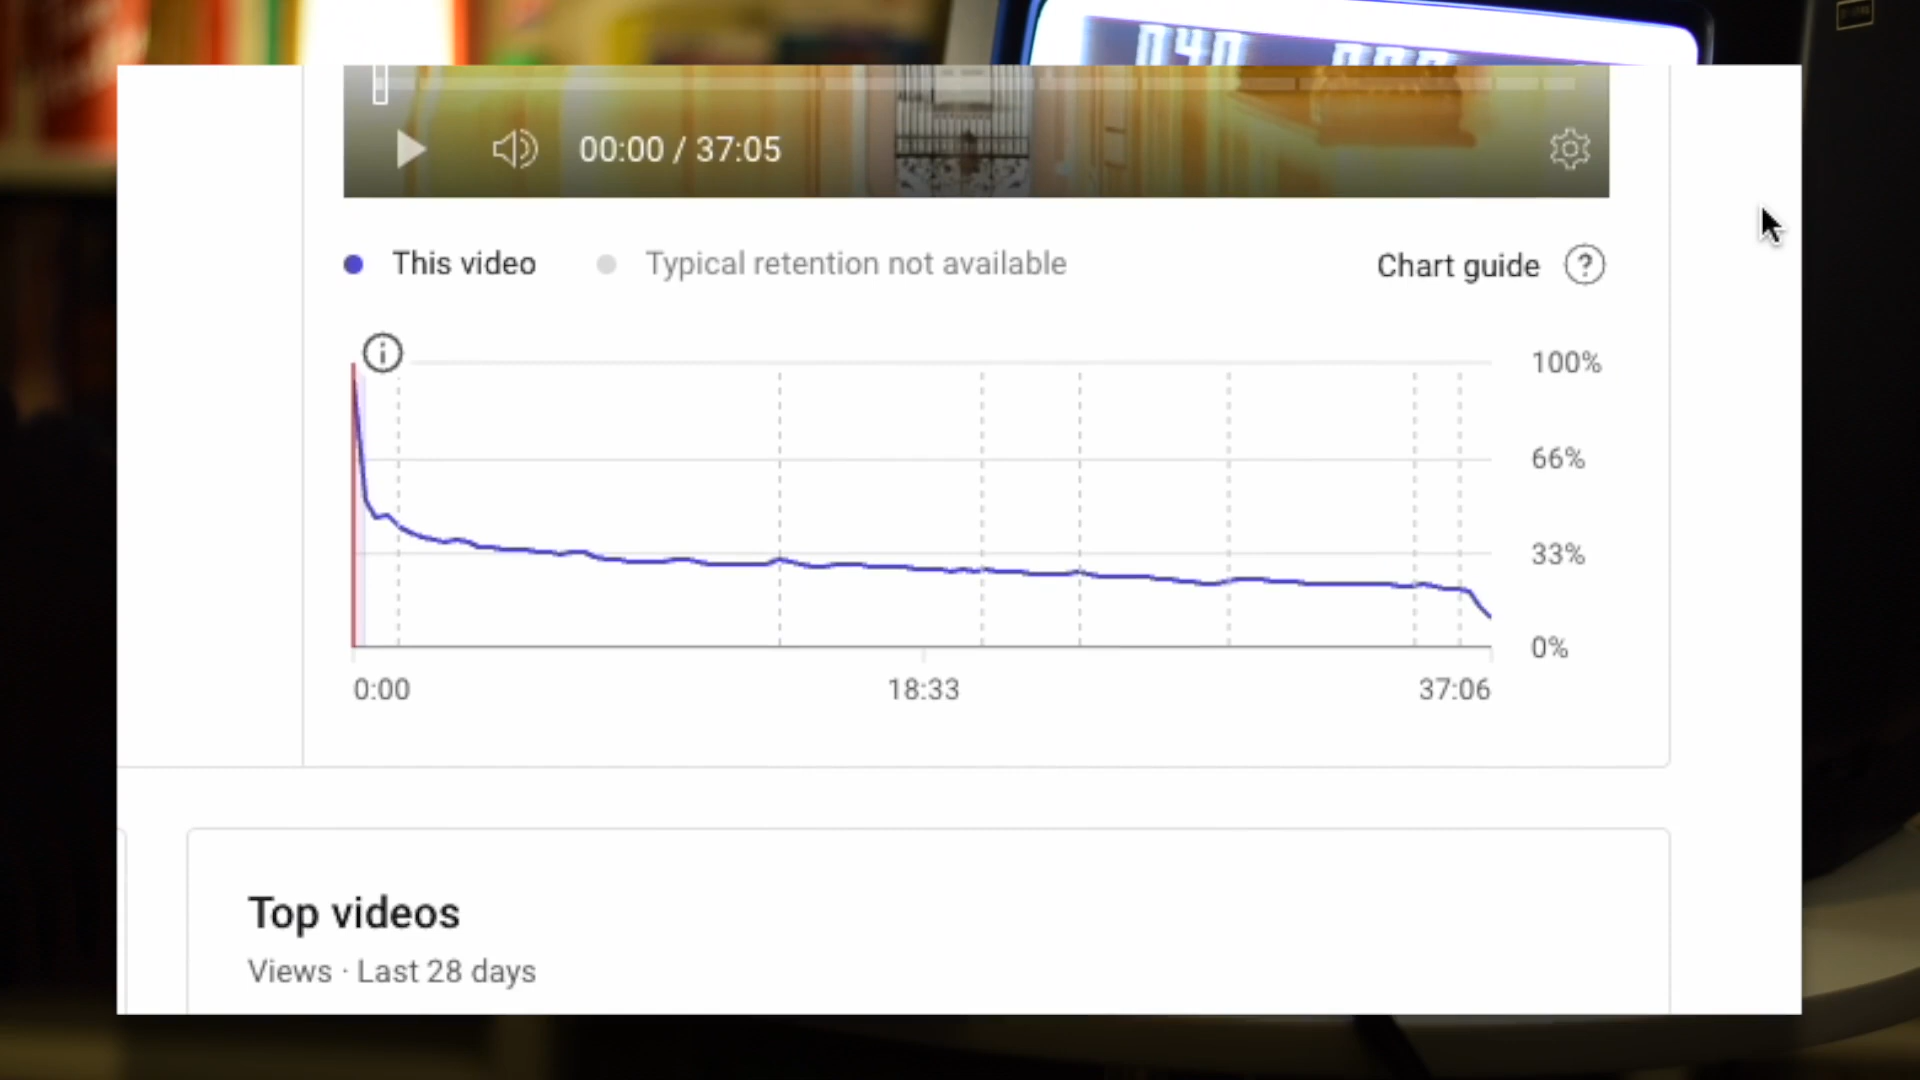 00:00 / 37:05
This video
Typical retention not available
Chart guide ?
100%
66%
33%
0%
0:00
18:33
37:06
Top videos
Views · Last 28 days